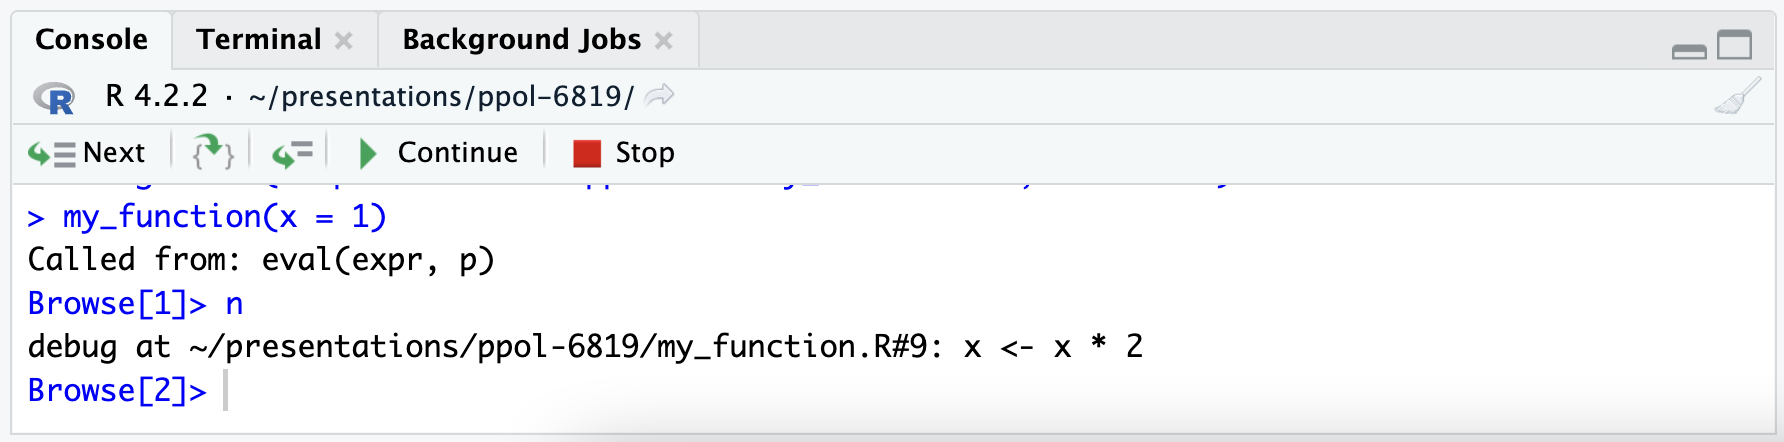 Console Terminal Background Jobs
R 4.2.2 · ~/presentations/ppol-6819/
Next Continue Stop
> my_function(x = 1)
Called from: eval(expr, p)
Browse[1]> n
debug at ~/presentations/ppol-6819/my_function.R#9: x <- x * 2
Browse[2]>